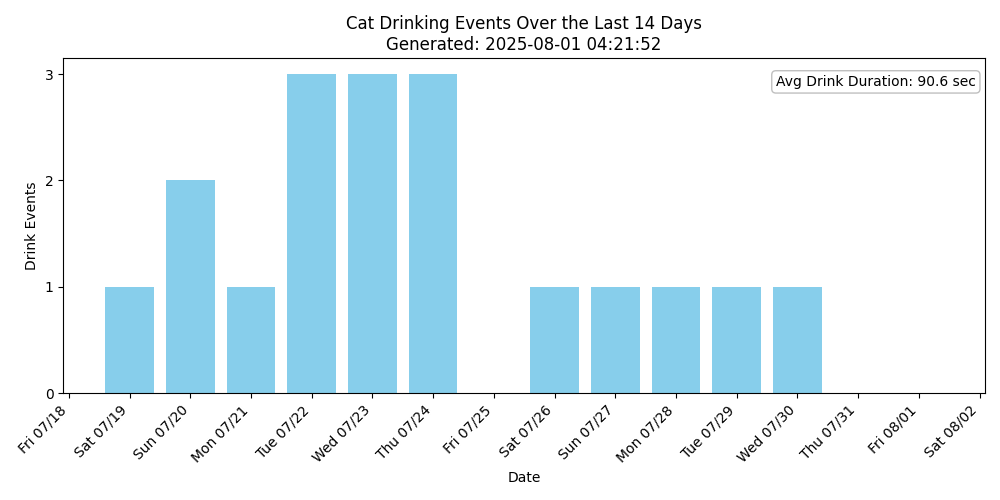 Cat Drinking Events Over the Last 14 Days
Generated: 2025-08-01 04:21:52
Avg Drink Duration: 90.6 sec
Drink Events
3
2
1
0
Fri 07/18
Sat 07/19
Sun 07/20
Mon 07/21
Tue 07/22
Wed 07/23
Thu 07/24
Fri 07/25
Sat 07/26
Sun 07/27
Mon 07/28
Tue 07/29
Wed 07/30
Thu 07/31
Fri 08/01
Sat 08/02
Date